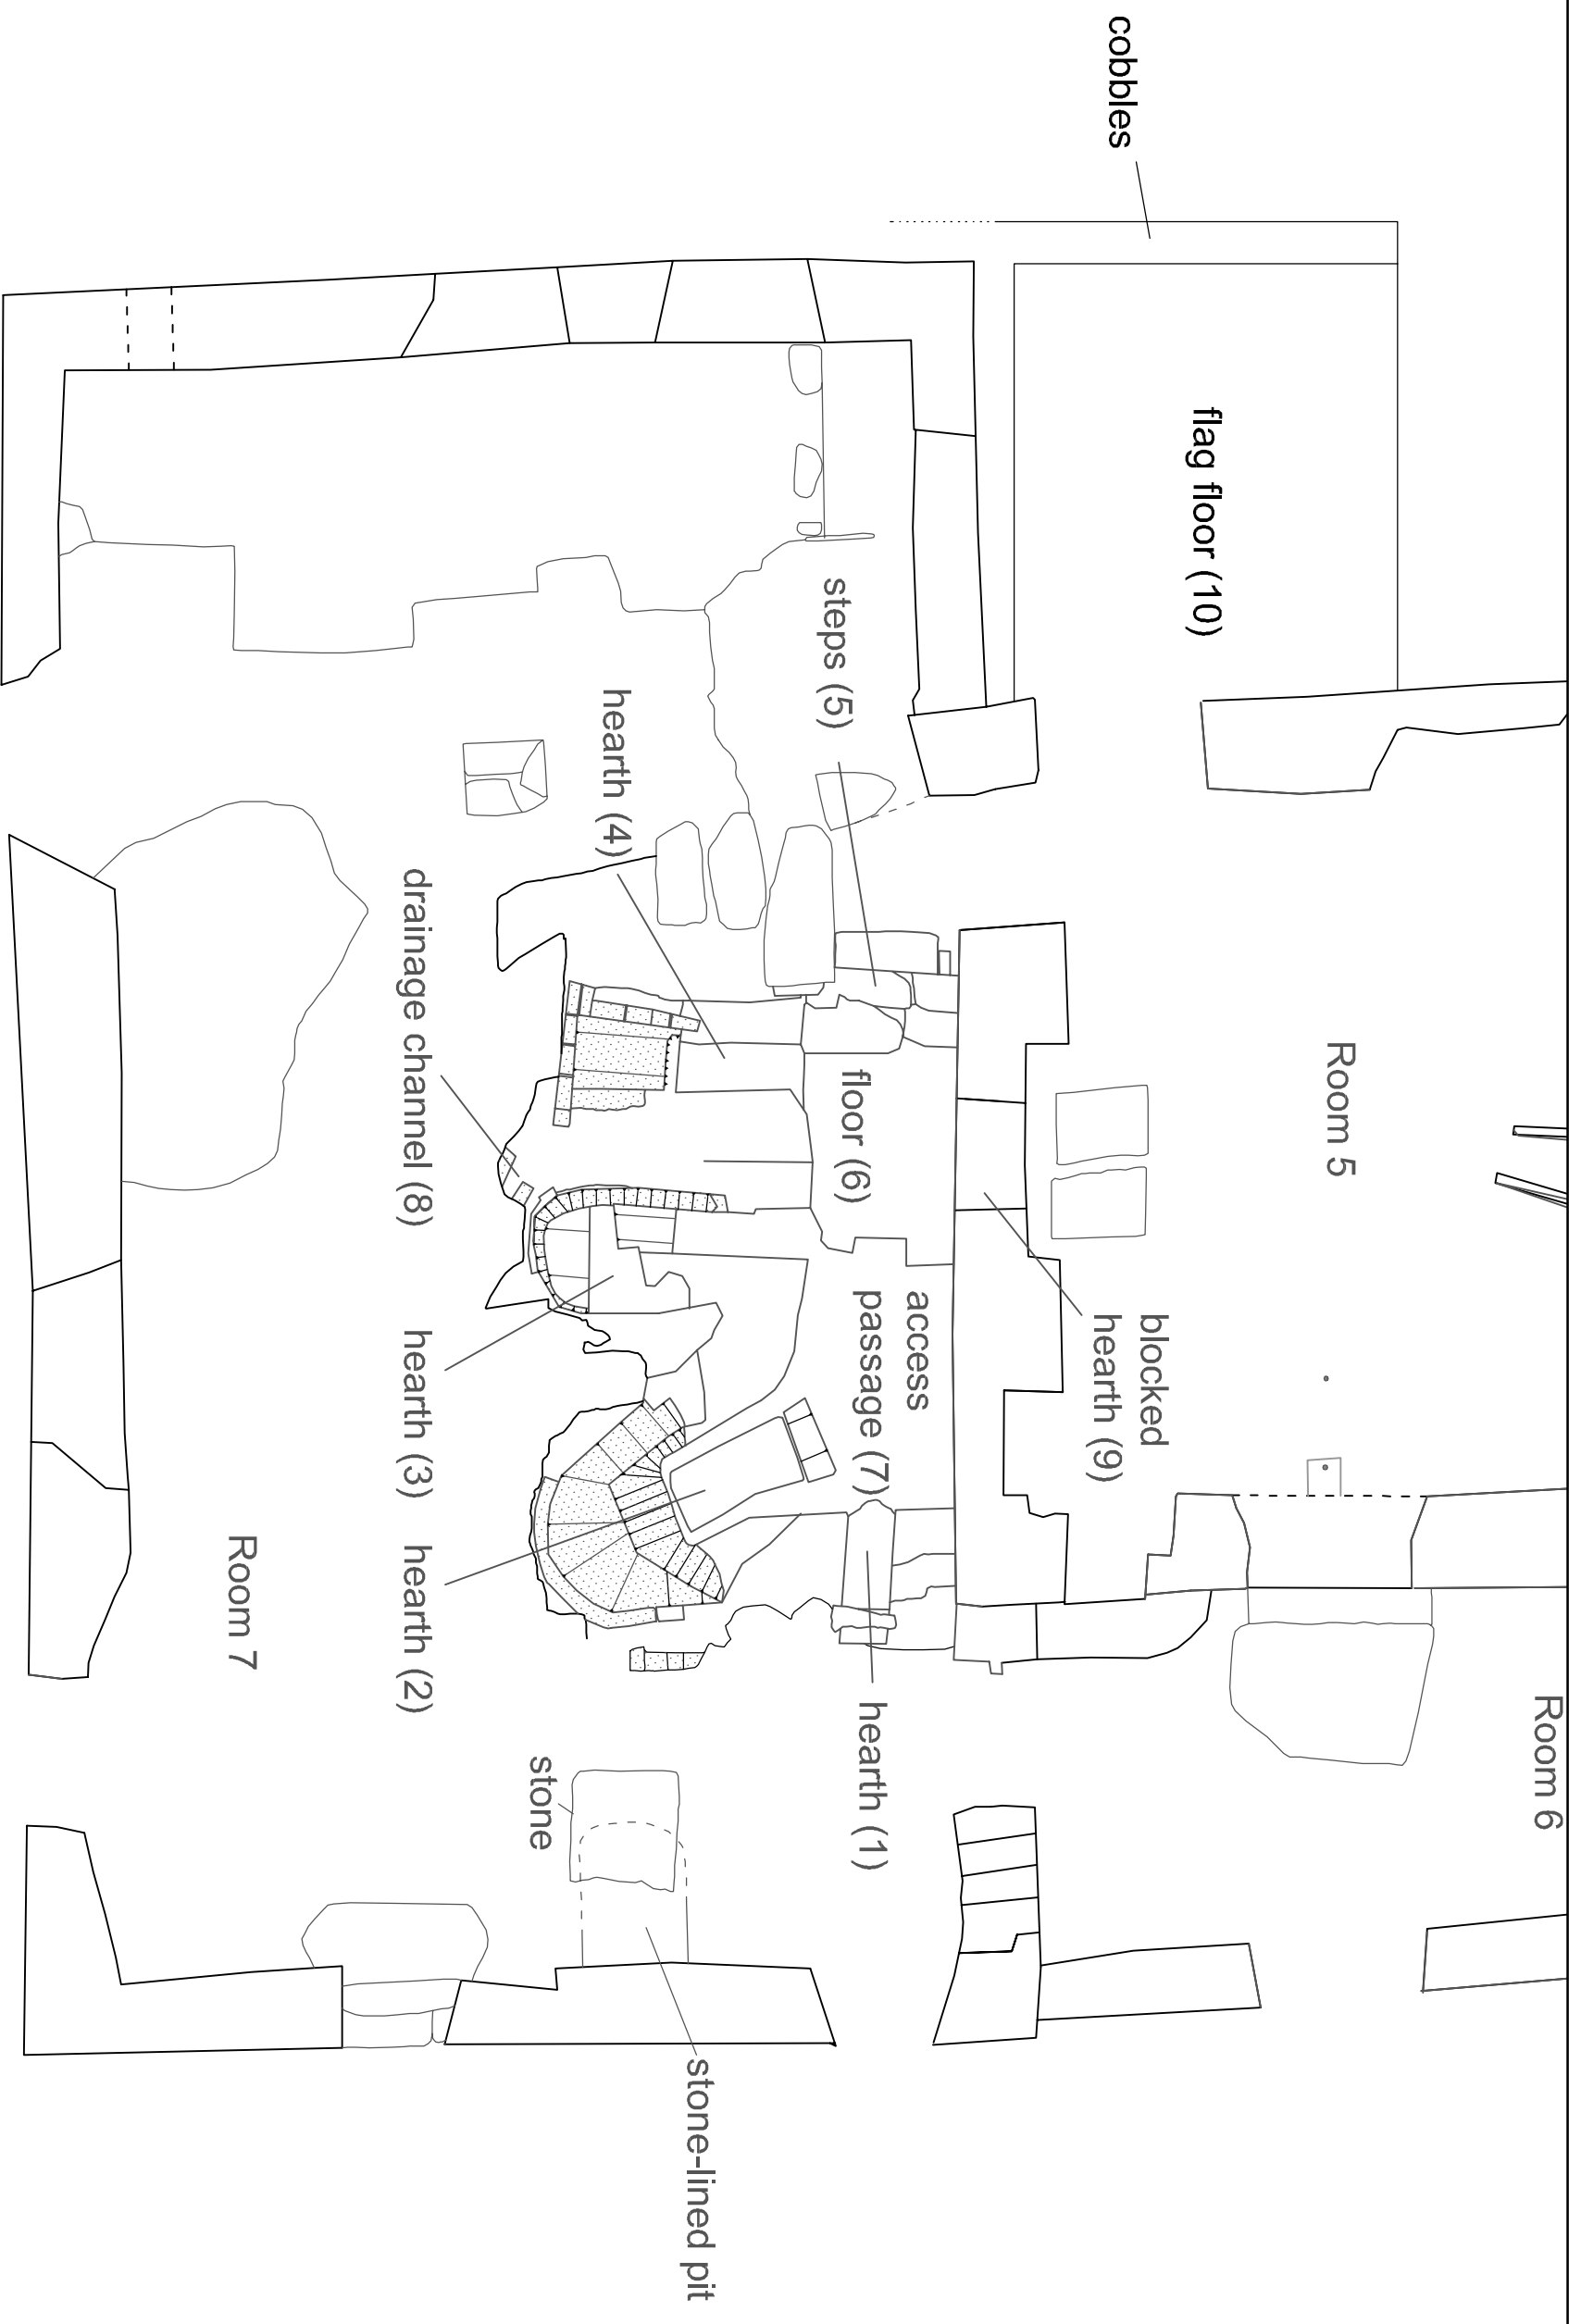 cobbles
flag floor (10)
Room 5
Room 6
steps (5)
floor (6)
access
passage (7)
blocked
hearth (9)
hearth (1)
hearth (4)
drainage channel (8)
hearth (3)
hearth (2)
stone
stone-lined pit
Room 7